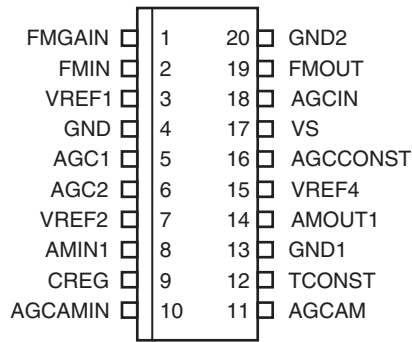 FMGAIN 1 20 GND2
FMIN 2 19 FMOUT
VREF1 3 18 AGCIN
GND 4 17 VS
AGC1 5 16 AGCCONST
AGC2 6 15 VREF4
VREF2 7 14 AMOUT1
AMIN1 8 13 GND1
CREG 9 12 TCONST
AGCAMIN 10 11 AGCAM